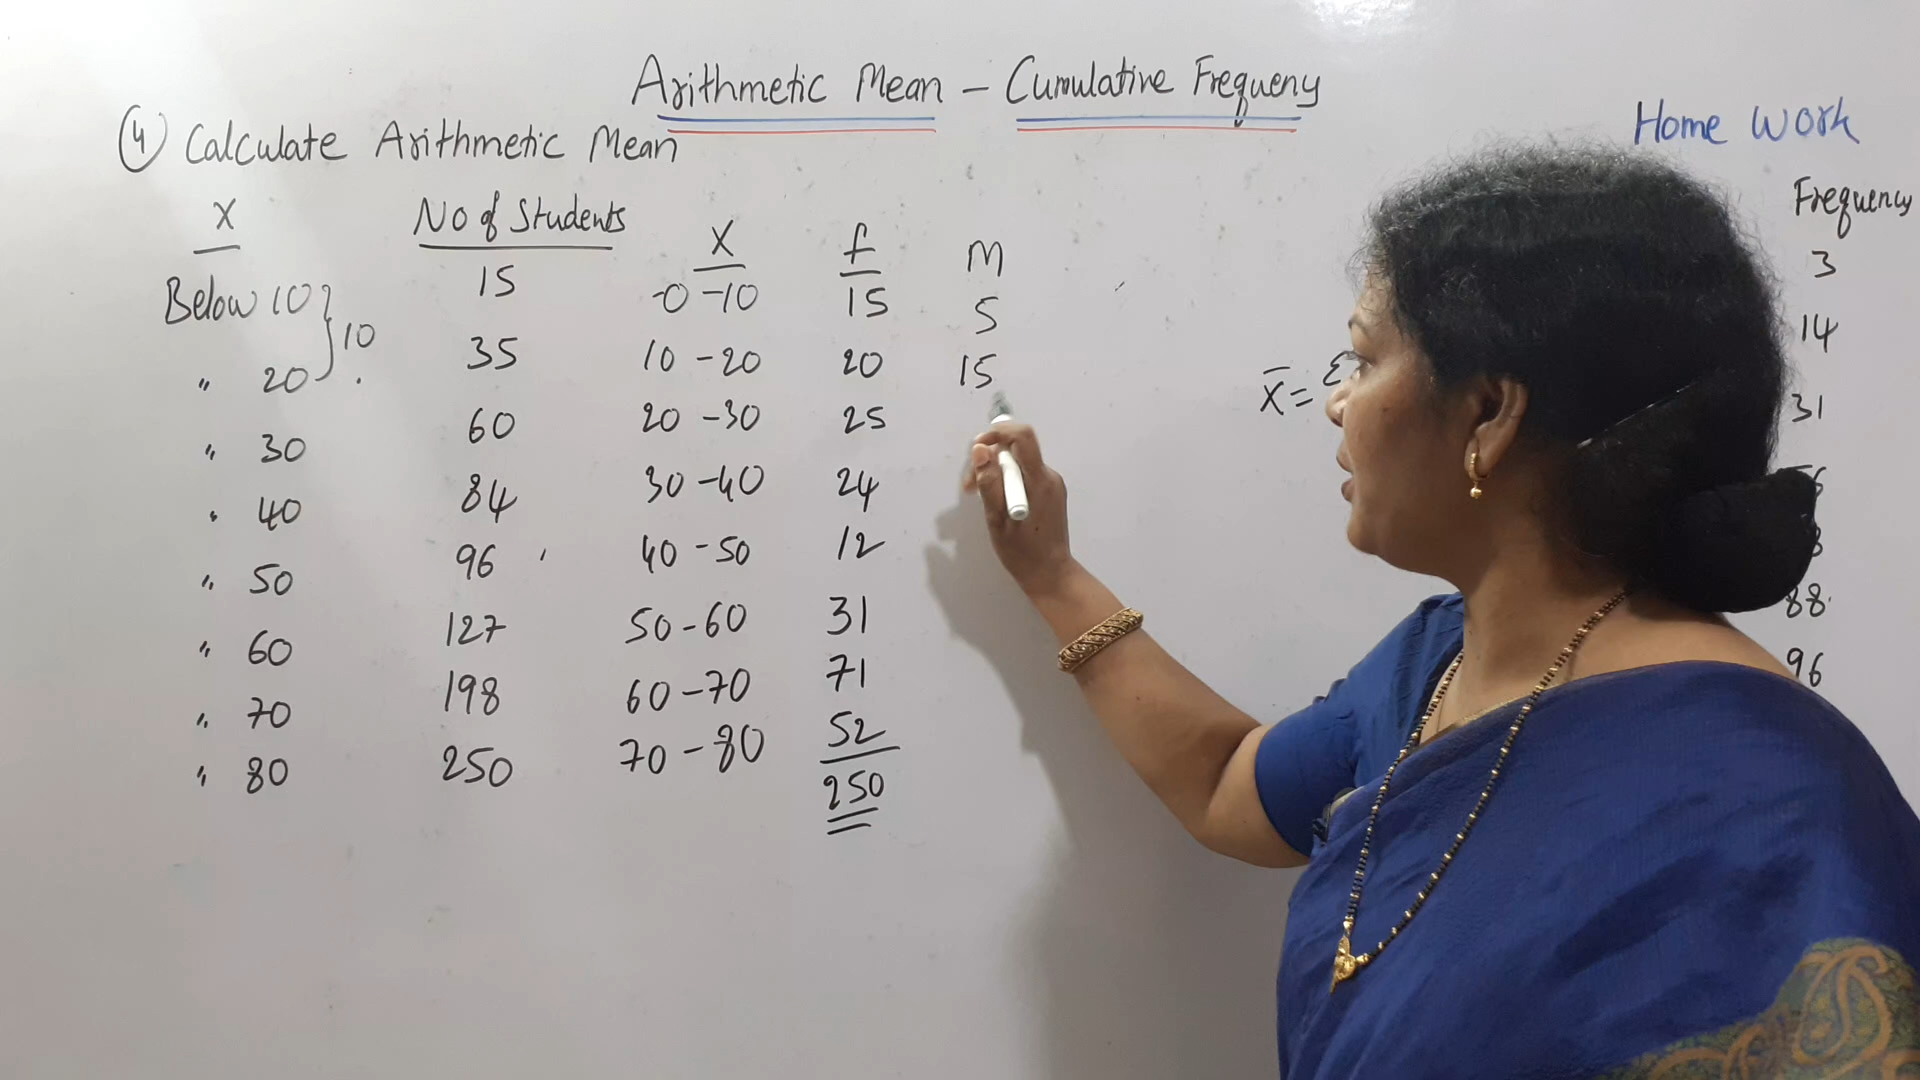 Arithmetic Mean – Cumulative Frequeny
④ Calculate Arithmetic Mean
Home Work
X No of Students X f M
Frequency
Below 10 } 10 15 0 – 10 15 5
3
" 20 35 10 – 20 20 15
14
x̄ = Σ
" 30 60 20 – 30 25
31
" 40 84 30 – 40 24
" 50 96 40 – 50 12
" 60 127 50 – 60 31
88
" 70 198 60 – 70 71
96
" 80 250 70 – 80 52
250